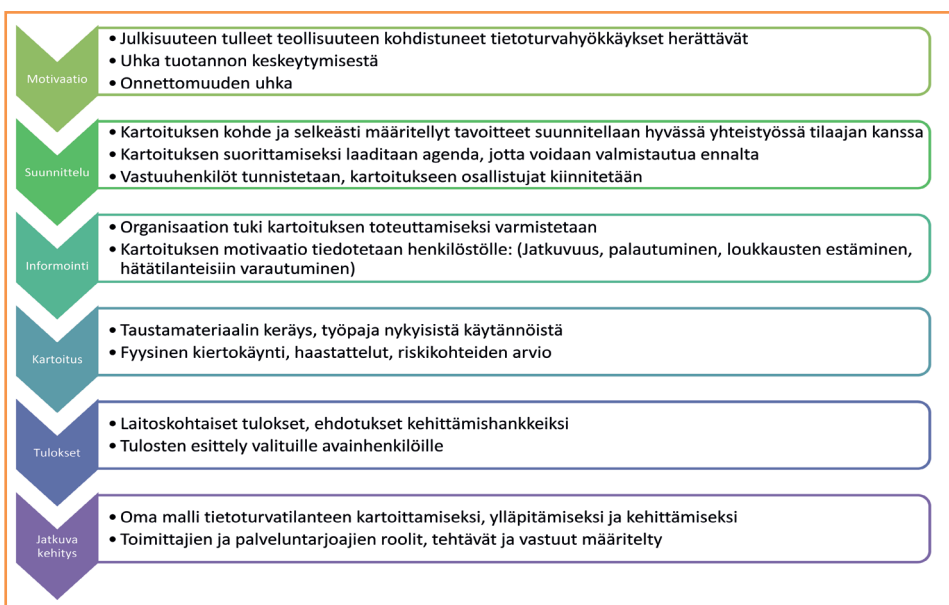 Motivaatio
• Julkisuuteen tulleet teollisuuteen kohdistuneet tietoturvahyökkäykset herättävät
• Uhka tuotannon keskeytymisestä
• Onnettomuuden uhka
Suunnittelu
• Kartoituksen kohde ja selkeästi määritellyt tavoitteet suunnitellaan hyvässä yhteistyössä tilaajan kanssa
• Kartoituksen suorittamiseksi laaditaan agenda, jotta voidaan valmistautua ennalta
• Vastuuhenkilöt tunnistetaan, kartoitukseen osallistujat kiinnitetään
Informointi
• Organisaation tuki kartoituksen toteuttamiseksi varmistetaan
• Kartoituksen motivaatio tiedotetaan henkilöstölle: (Jatkuvuus, palautuminen, loukkausten estäminen,
hätätilanteisiin varautuminen)
Kartoitus
• Taustamateriaalin keräys, työpaja nykyisistä käytännöistä
• Fyysinen kiertokäynti, haastattelut, riskikohteiden arvio
Tulokset
• Laitoskohtaiset tulokset, ehdotukset kehittämishankkeiksi
• Tulosten esittely valituille avainhenkilöille
Jatkuva
kehitys
• Oma malli tietoturvatilanteen kartoittamiseksi, ylläpitämiseksi ja kehittämiseksi
• Toimittajien ja palveluntarjoajien roolit, tehtävät ja vastuut määritelty